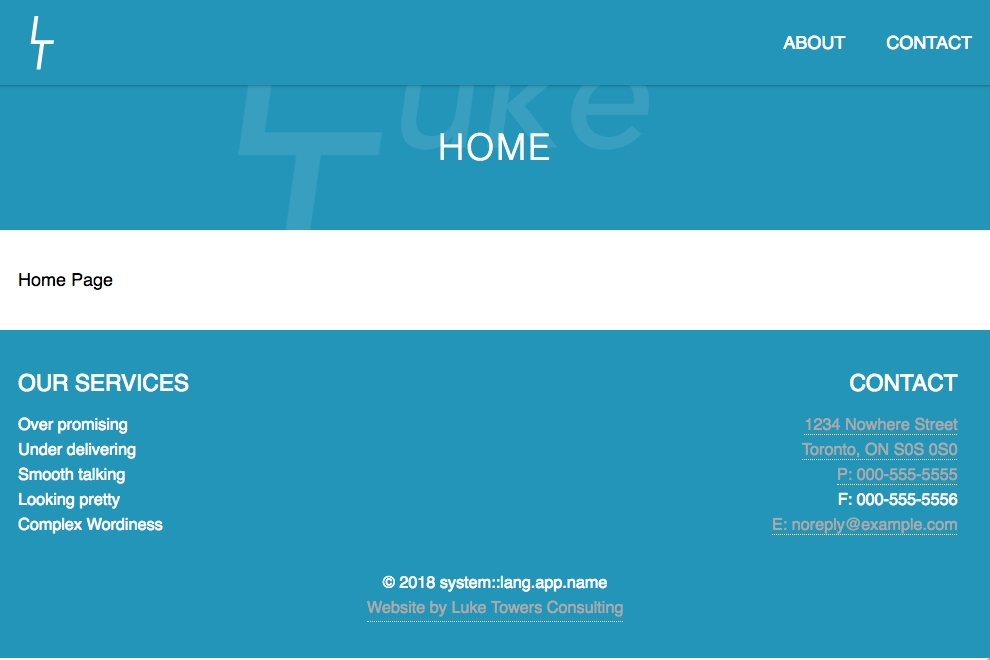 LT
ABOUT CONTACT
Luke
HOME
Home Page
OUR SERVICES
Over promising
Under delivering
Smooth talking
Looking pretty
Complex Wordiness
CONTACT
1234 Nowhere Street
Toronto, ON S0S 0S0
P: 000-555-5555
F: 000-555-5556
E: noreply@example.com
© 2018 system::lang.app.name
Website by Luke Towers Consulting